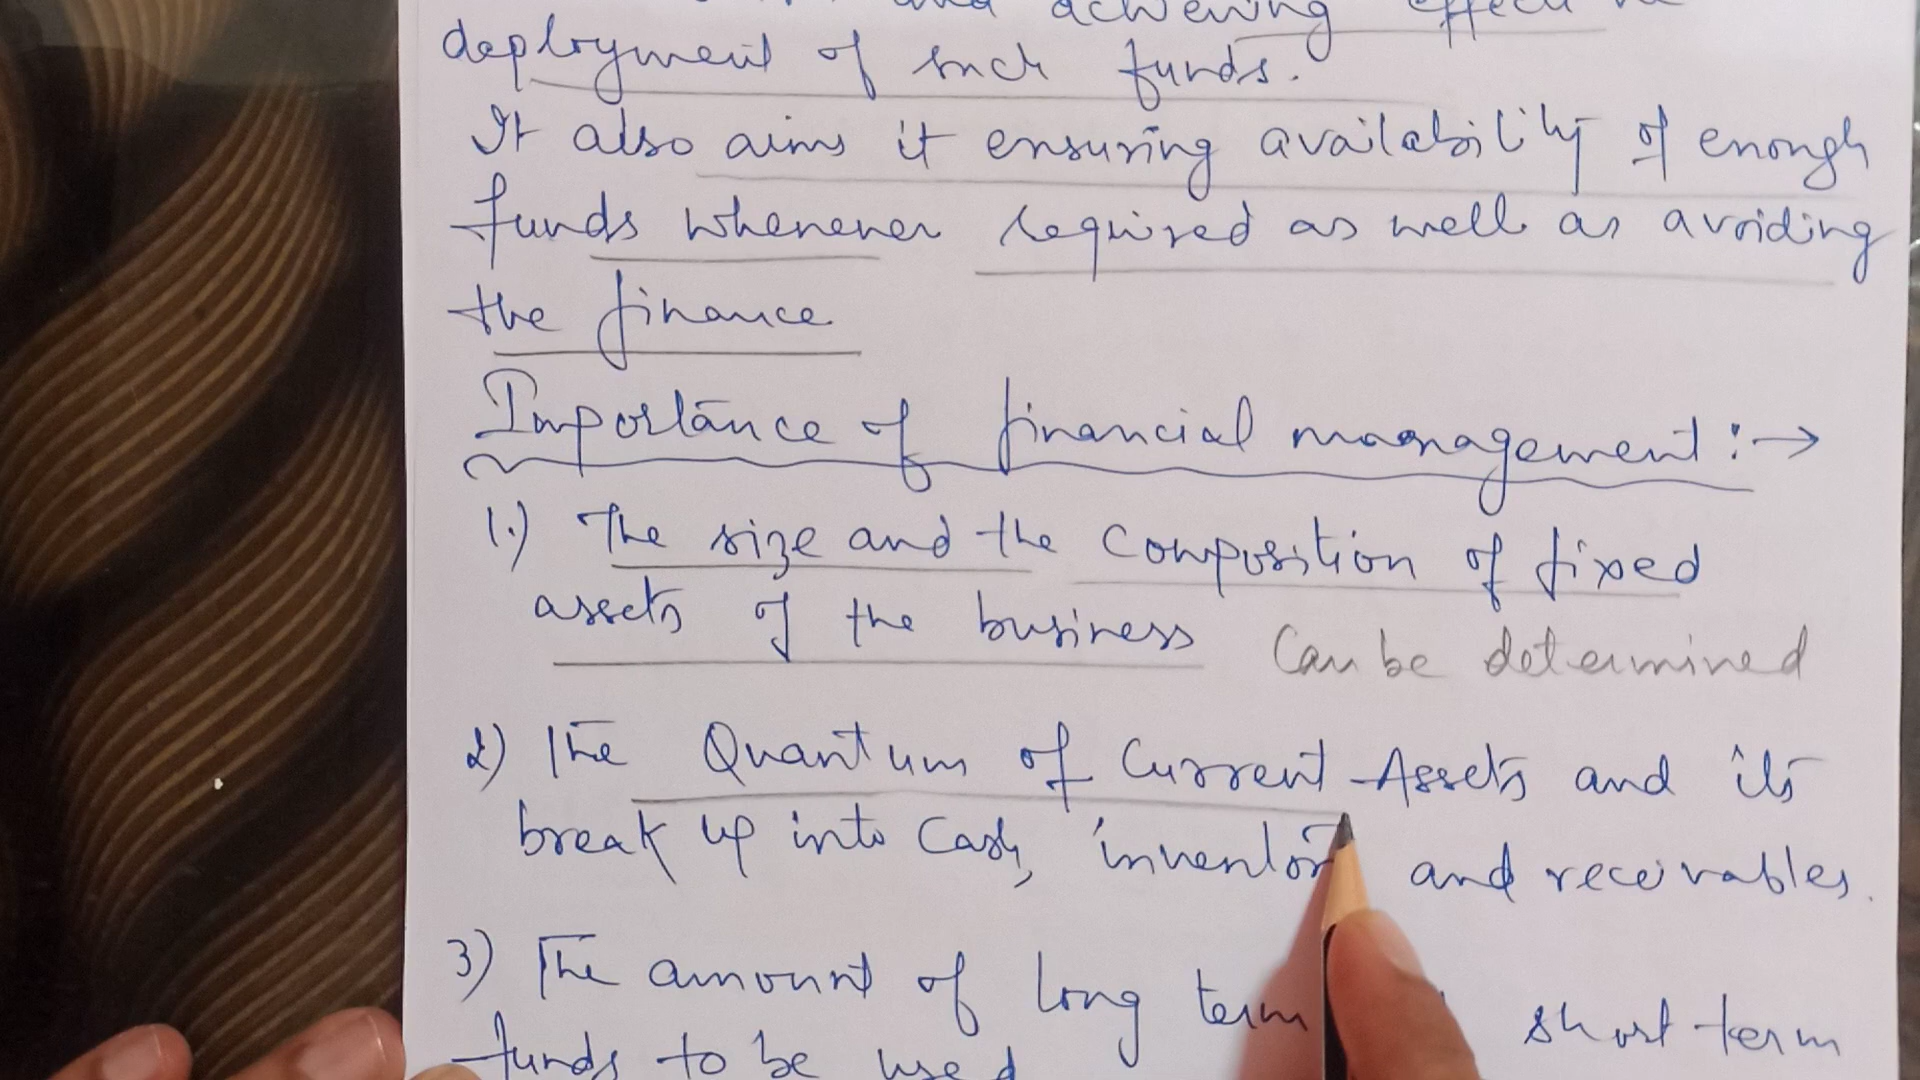 and achieving
deployment of such funds.
It also aims it ensuring availability of enough
funds whenever required as well as avoiding
the finance
Importance of financial management :→
1.) The size and the composition of fixed
assets of the business Can be determined
2) The Quantum of Current Assets and its
break up into Cash, and receivables.
3) The amount of long term short term
funds to be used